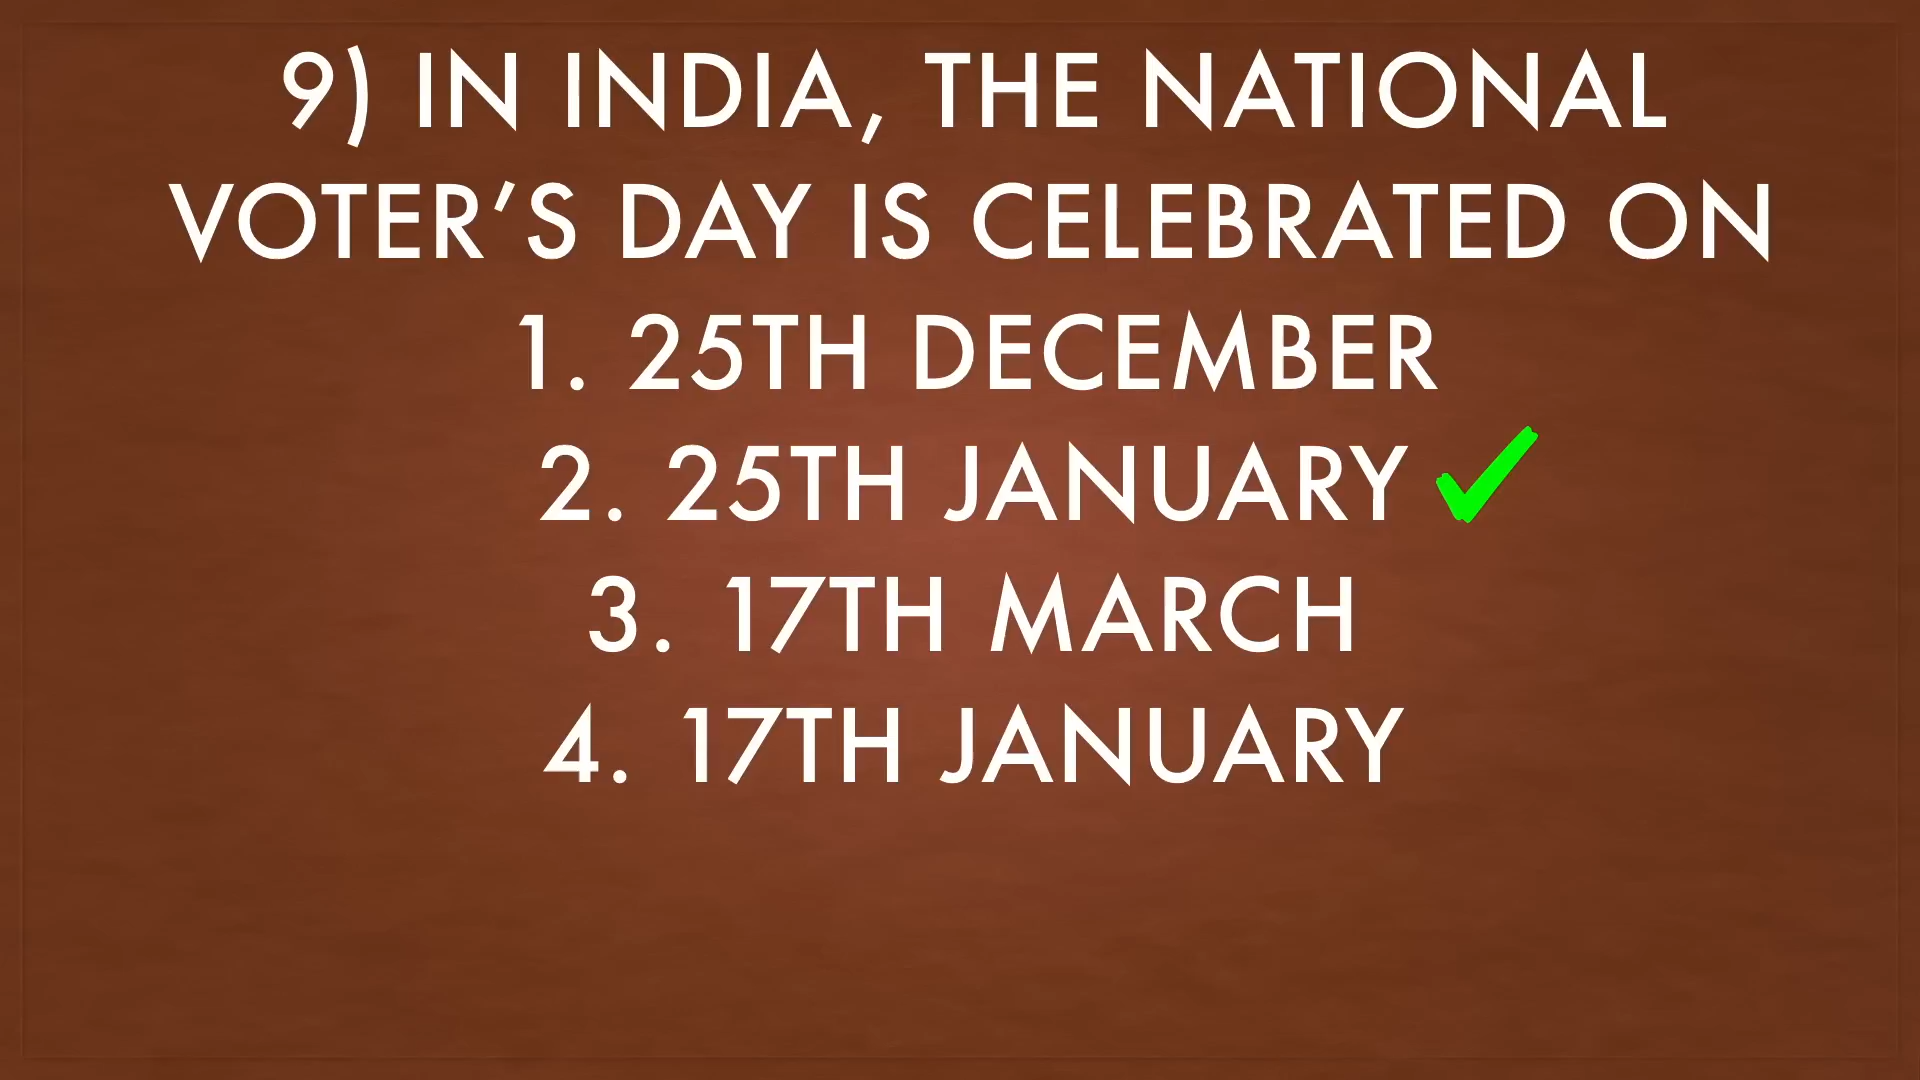 9) IN INDIA, THE NATIONAL
VOTER’S DAY IS CELEBRATED ON
1. 25TH DECEMBER
2. 25TH JANUARY
3. 17TH MARCH
4. 17TH JANUARY